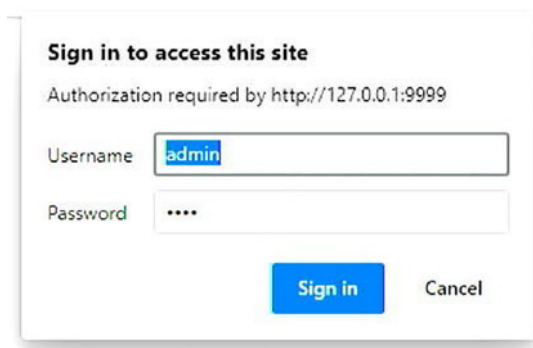 Sign in to access this site
Authorization required by http://127.0.0.1:9999
Username admin
Password ••••
Sign in Cancel